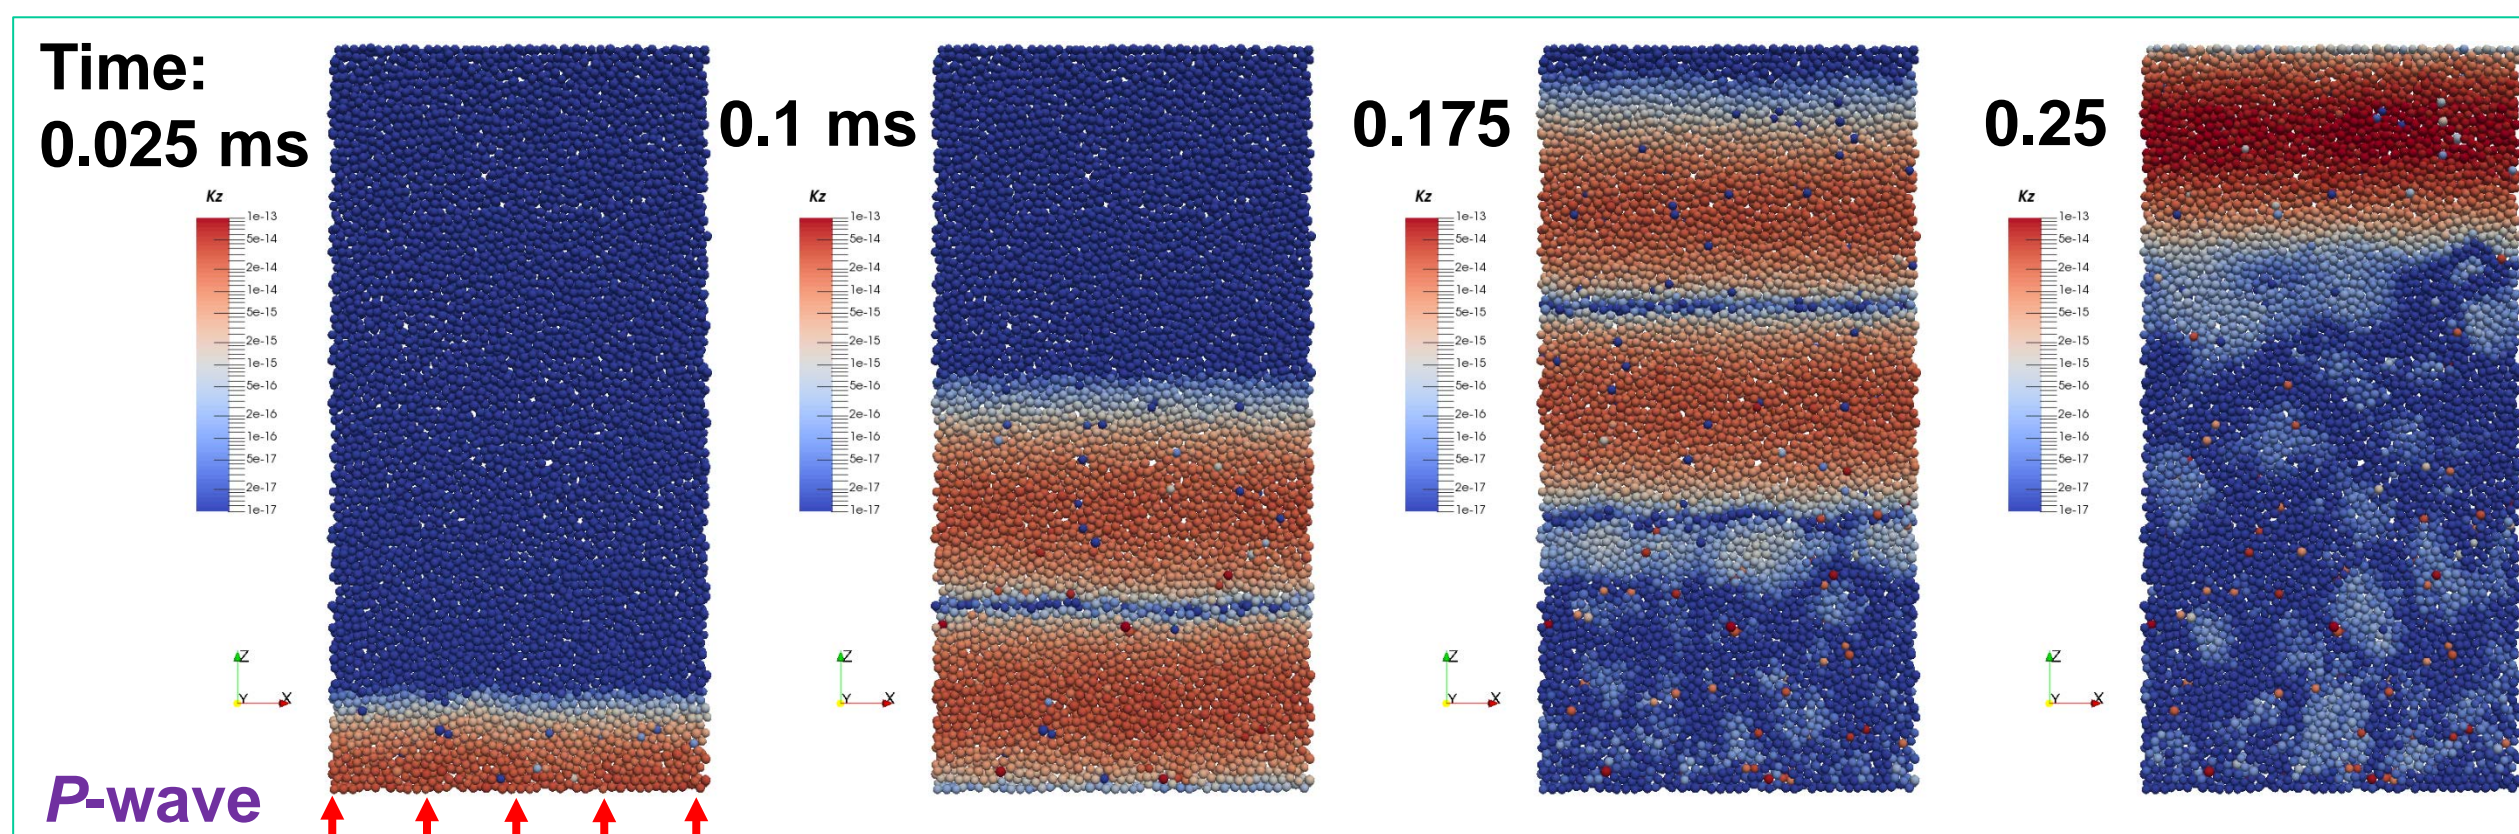 Time:
0.025 ms
0.1 ms
0.175
0.25
Kz
1e-13
5e-14
2e-14
1e-14
5e-15
2e-15
1e-15
5e-16
2e-16
1e-16
5e-17
2e-17
1e-17
Z
Y
X
Kz
1e-13
5e-14
2e-14
1e-14
5e-15
2e-15
1e-15
5e-16
2e-16
1e-16
5e-17
2e-17
1e-17
Z
Y
X
Kz
1e-13
5e-14
2e-14
1e-14
5e-15
2e-15
1e-15
5e-16
2e-16
1e-16
5e-17
2e-17
1e-17
Z
Y
X
Kz
1e-13
5e-14
2e-14
1e-14
5e-15
2e-15
1e-15
5e-16
2e-16
1e-16
5e-17
2e-17
1e-17
Z
Y
X
P-wave